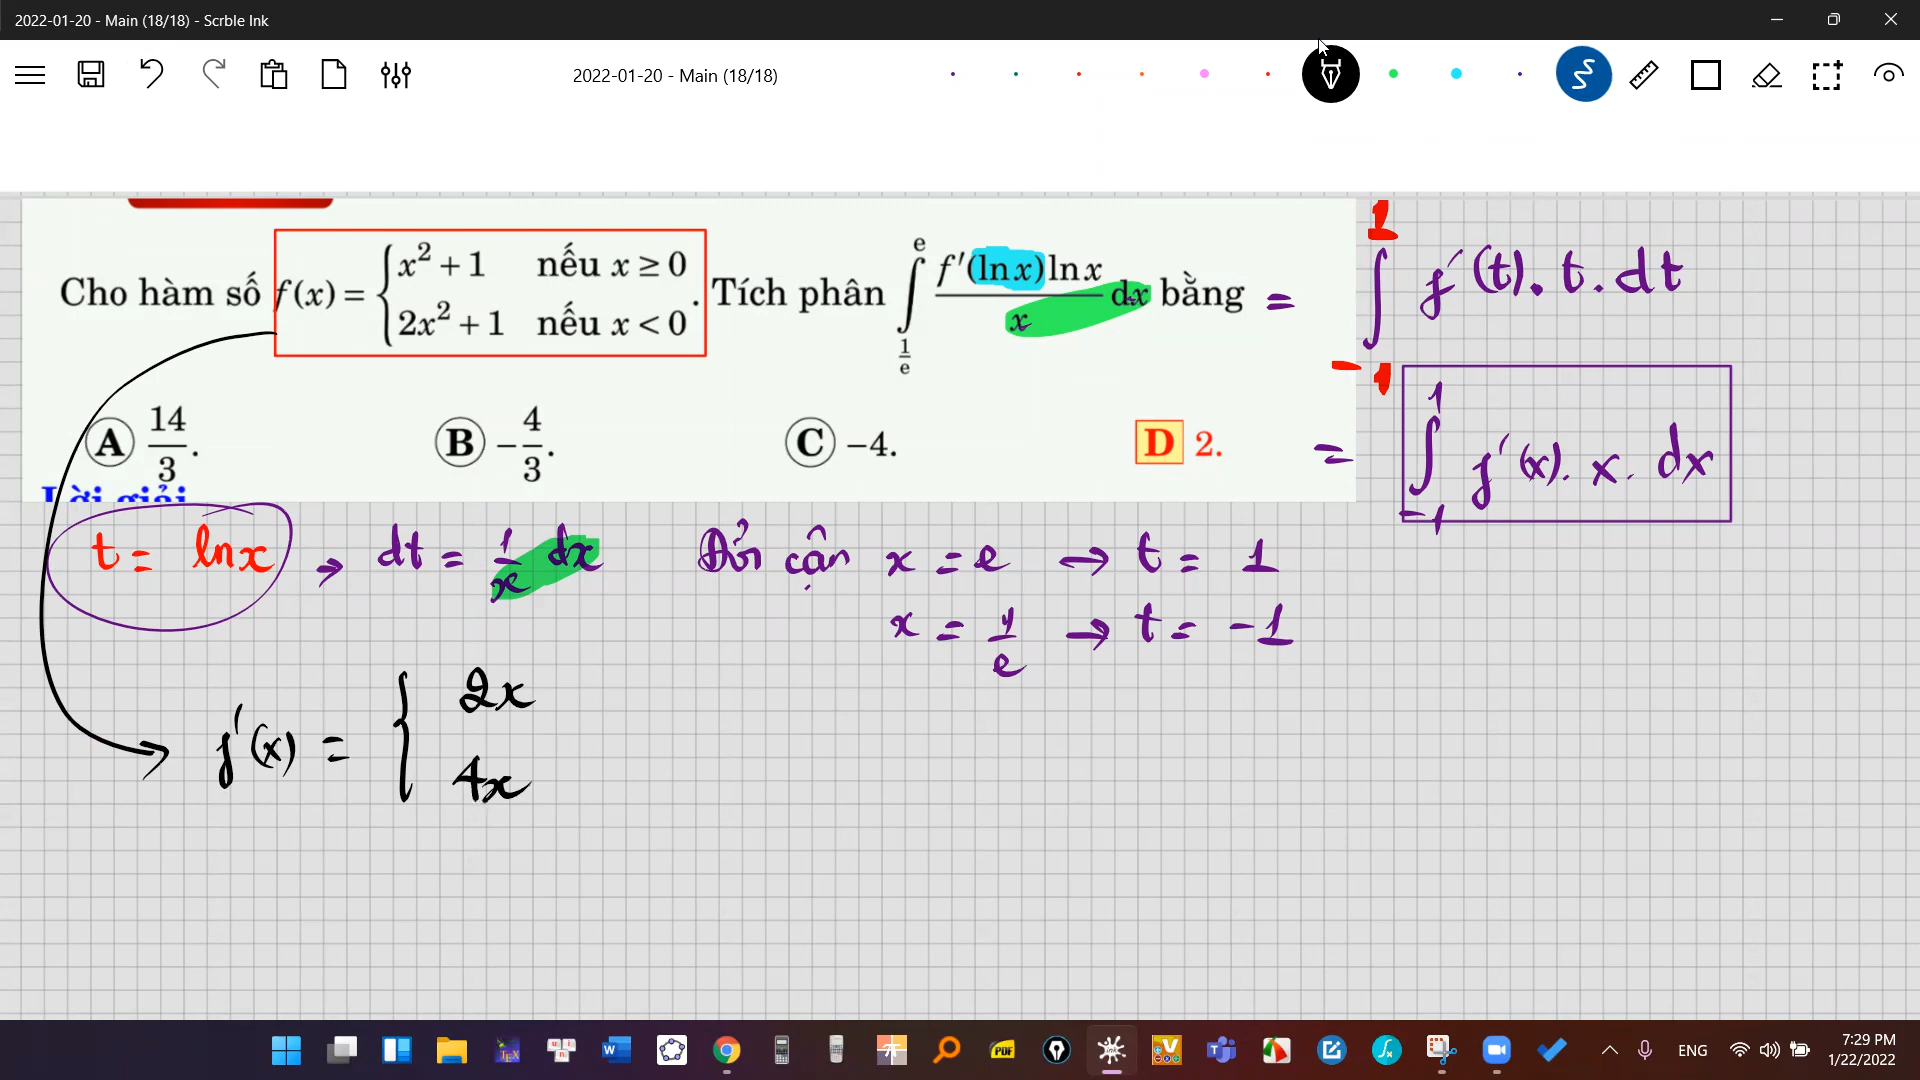 2022-01-20 - Main (18/18) - Scrble Ink
2022-01-20 - Main (18/18)
Cho hàm số f(x) = { x² + 1 nếu x ≥ 0
2x² + 1 nếu x < 0 . Tích phân ∫_{1/e}^{e} f′(ln x) ln x / x dx bằng = ∫_{-1}^{1} f′(t). t. dt
A 14/3. B −4/3. C −4. D 2.
= ∫_{-1}^{1} f′(x). x. dx
Lời giải
t = lnx → dt = 1/x dx Đổi cận x = e → t = 1
x = 1/e → t = -1
f′(x) = { 2x
4x
ENG
7:29 PM
1/22/2022